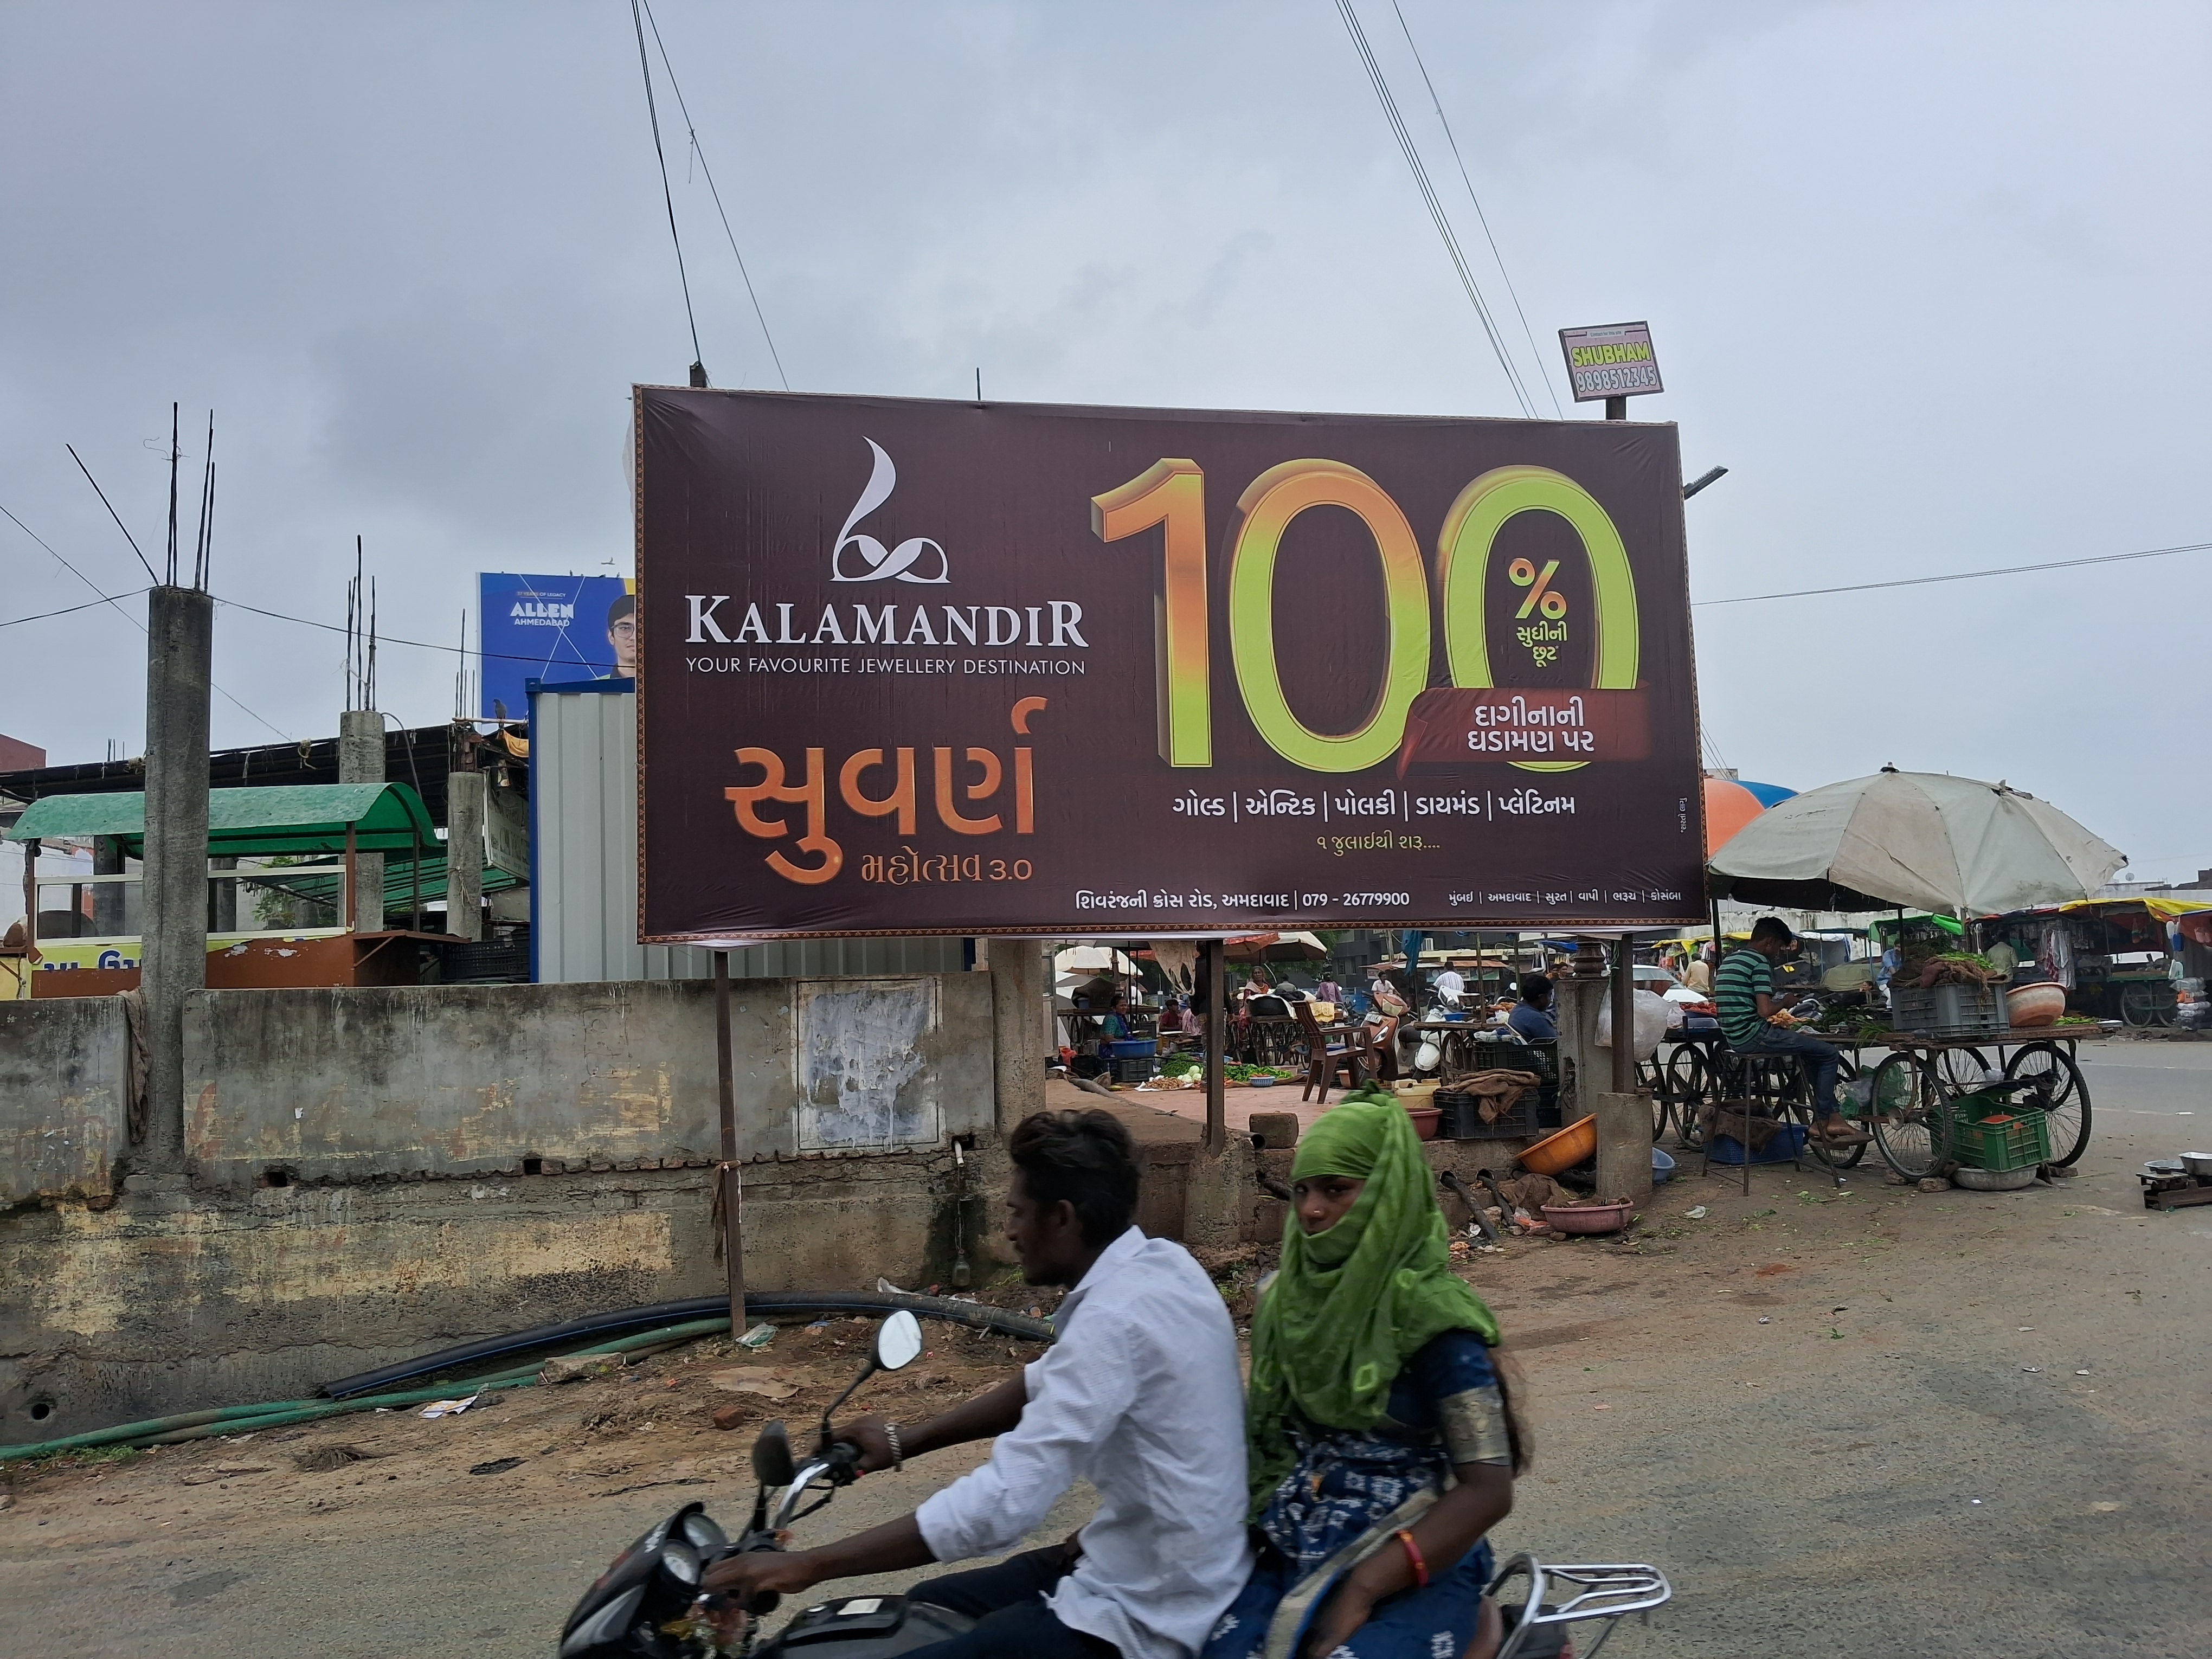 SHUBHAM
9898512345
ALLEN
AHMEDABAD
KALAMANDIR
YOUR FAVOURITE JEWELLERY DESTINATION
સુવર્ણ
મહોત્સવ ૩.૦
100
%
સુધીની
છૂટ*
દાગીનાની
ઘડામણ પર
ગોલ્ડ | એન્ટિક | પોલકી | ડાયમંડ | પ્લેટિનમ
૧ જુલાઈથી શરૂ....
શિવરંજની ક્રોસ રોડ, અમદાવાદ | 079 - 26779900
મુંબઈ | અમદાવાદ | સુરત | વાપી | ભરૂચ | કોસંબા